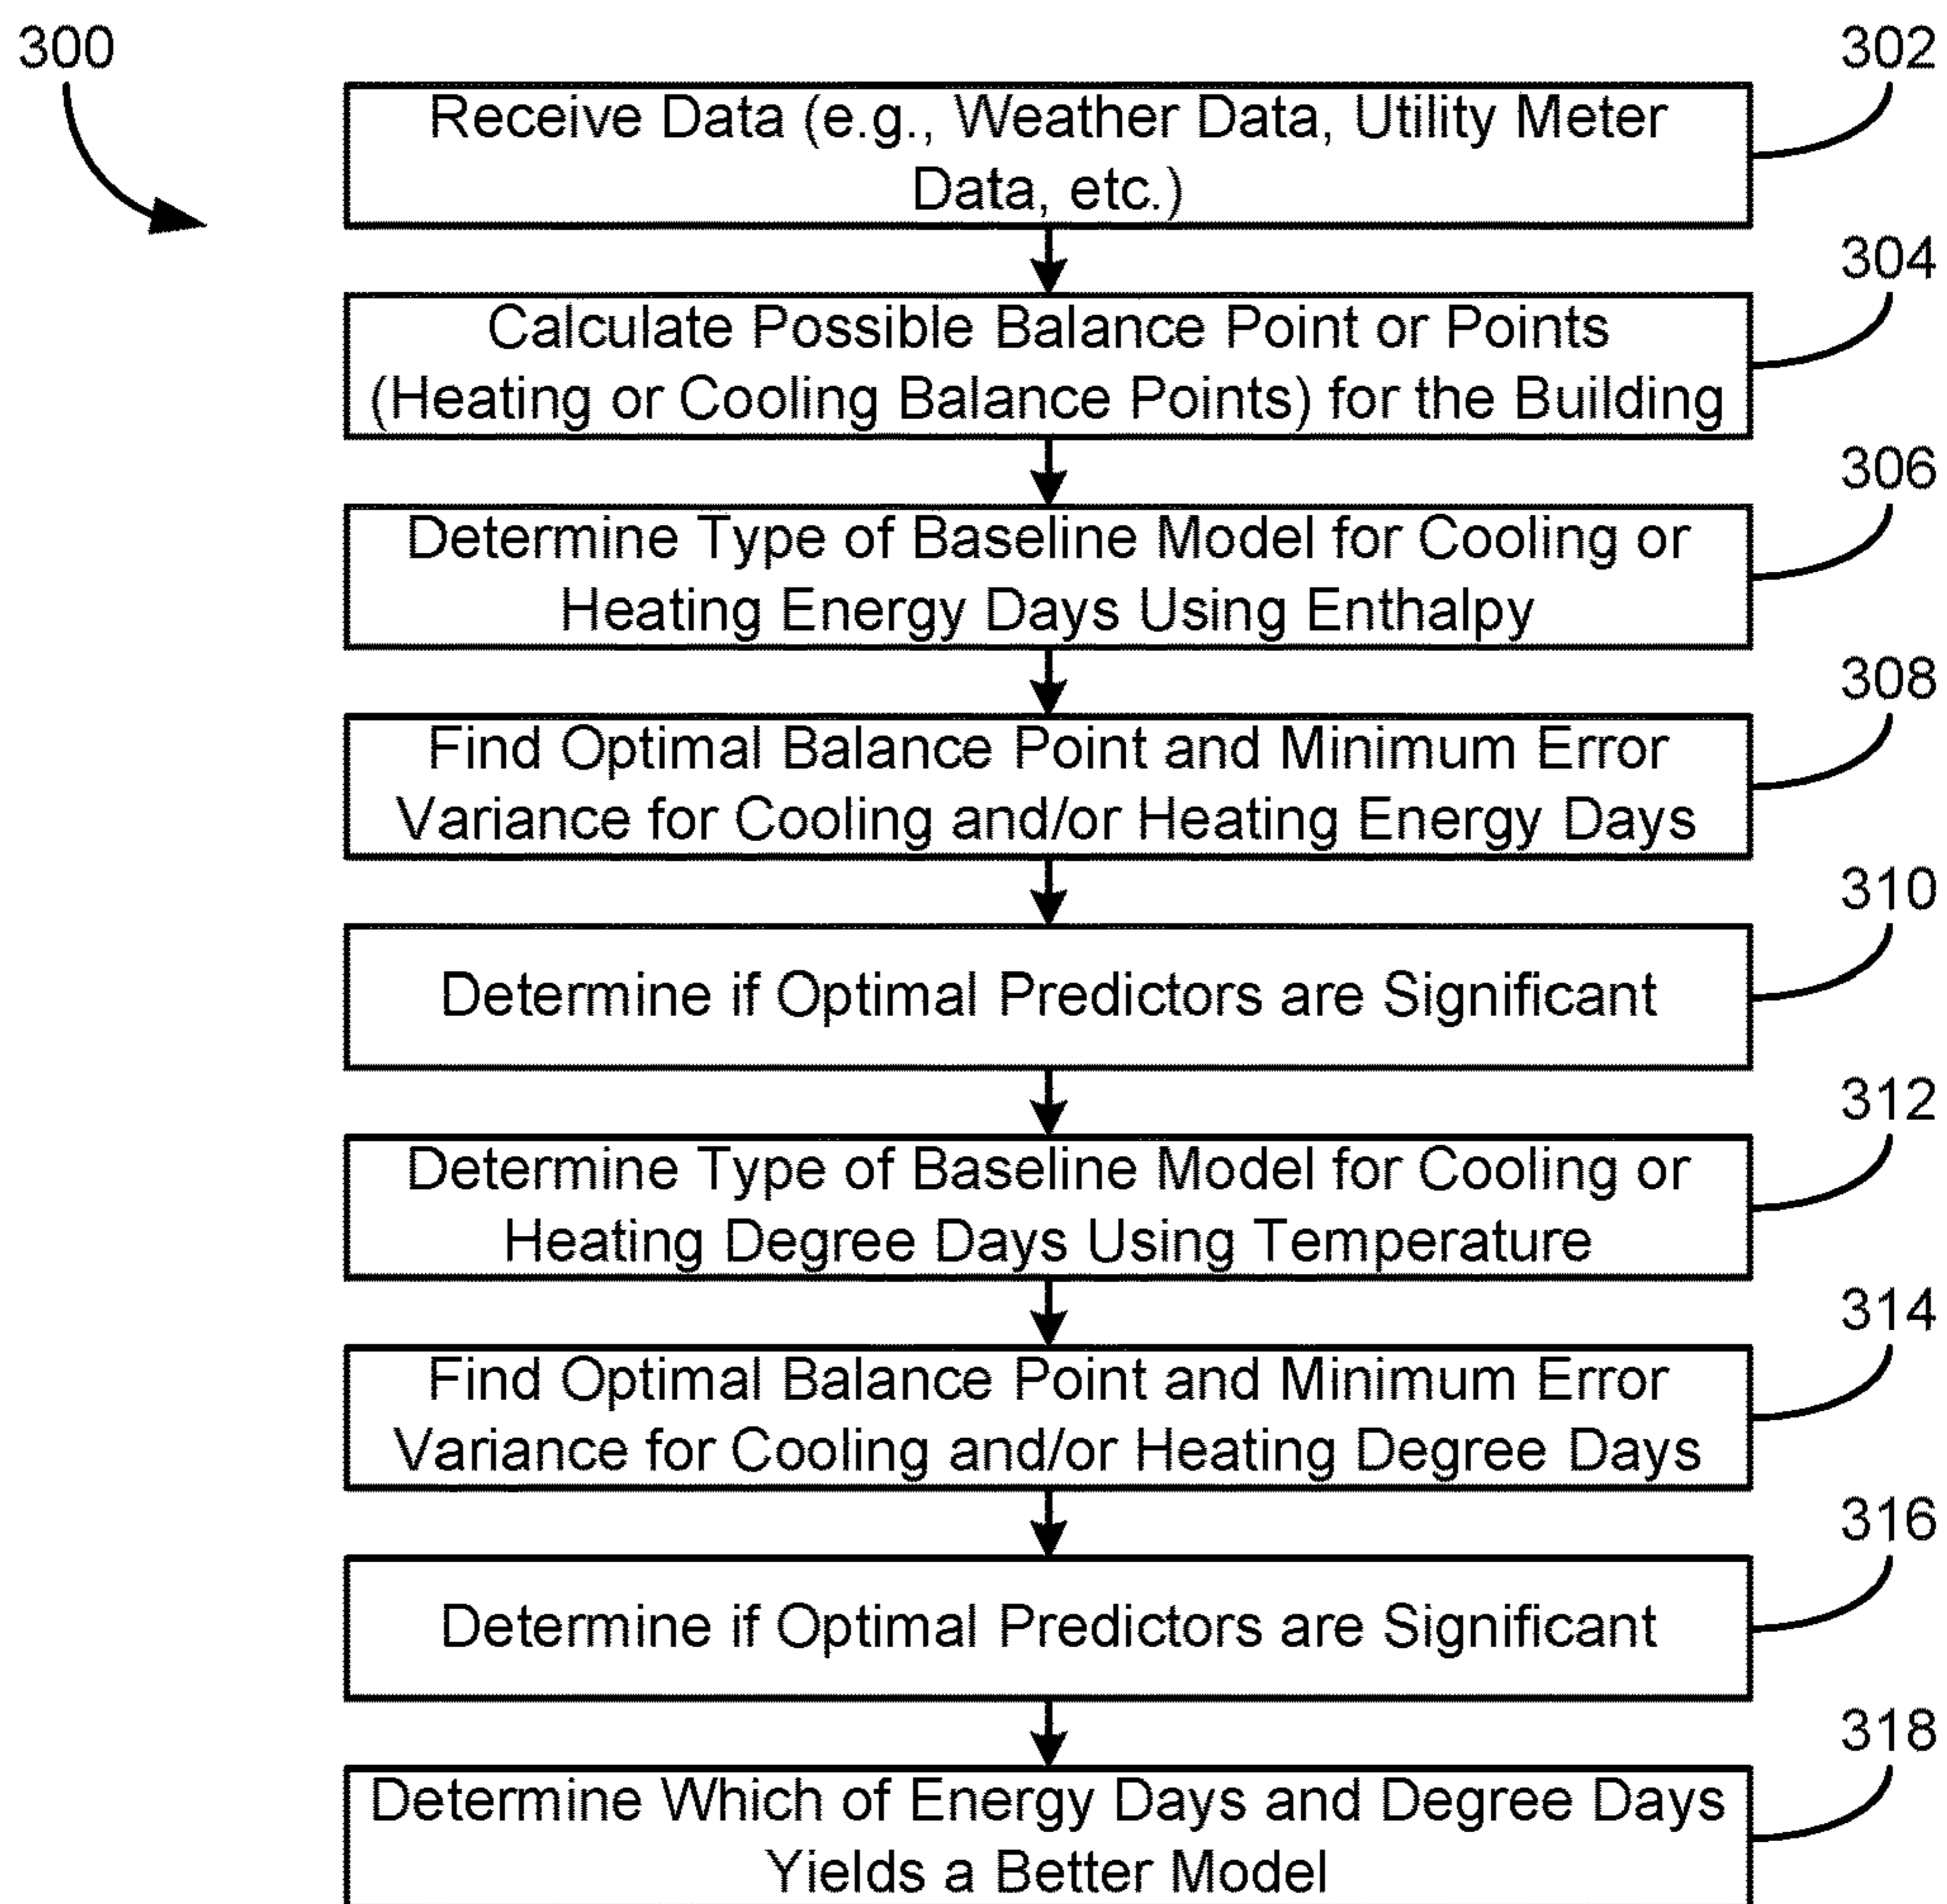 300
302
Receive Data (e.g., Weather Data, Utility Meter
Data, etc.)
304
Calculate Possible Balance Point or Points
(Heating or Cooling Balance Points) for the Building
306
Determine Type of Baseline Model for Cooling or
Heating Energy Days Using Enthalpy
308
Find Optimal Balance Point and Minimum Error
Variance for Cooling and/or Heating Energy Days
310
Determine if Optimal Predictors are Significant
312
Determine Type of Baseline Model for Cooling or
Heating Degree Days Using Temperature
314
Find Optimal Balance Point and Minimum Error
Variance for Cooling and/or Heating Degree Days
316
Determine if Optimal Predictors are Significant
318
Determine Which of Energy Days and Degree Days
Yields a Better Model